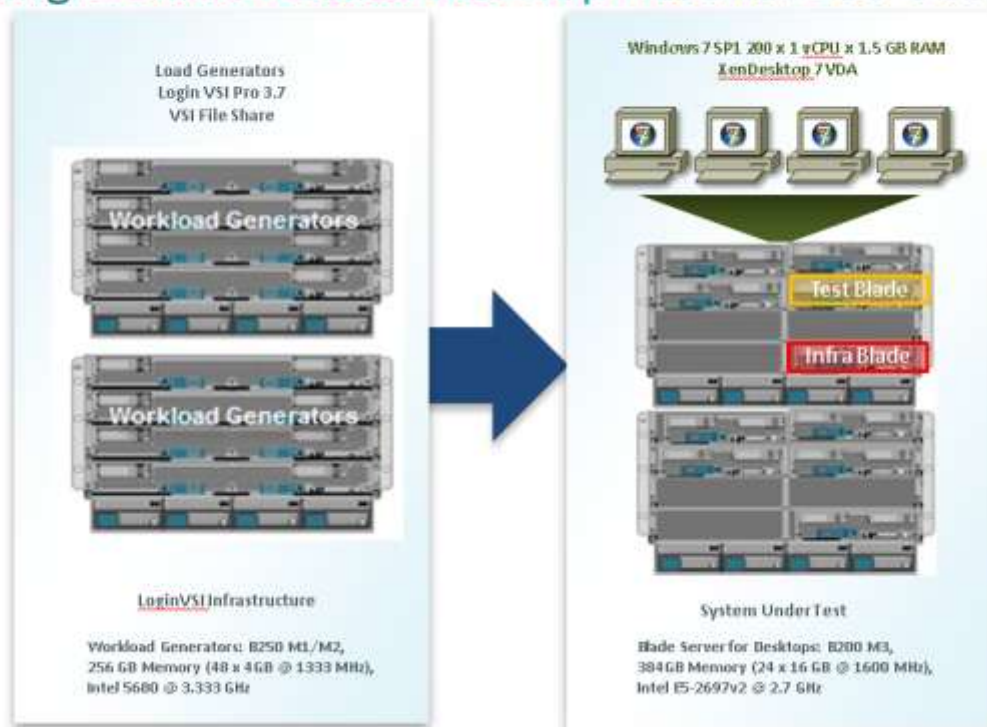 Load Generators
Login VSI Pro 3.7
VSI File Share
Workload Generators
Workload Generators
LoginVSI Infrastructure
Workload Generators: B250 M1/M2,
256 GB Memory (48 x 4GB @ 1333 MHz),
Intel 5680 @ 3.333 GHz
Windows 7 SP1 200 x 1 vCPU x 1.5 GB RAM
XenDesktop 7 VDA
Test Blade
Infra Blade
System Under Test
Blade Server for Desktops: B200 M3,
384GB Memory (24 x 16 GB @ 1600 MHz),
Intel E5-2697v2 @ 2.7 GHz